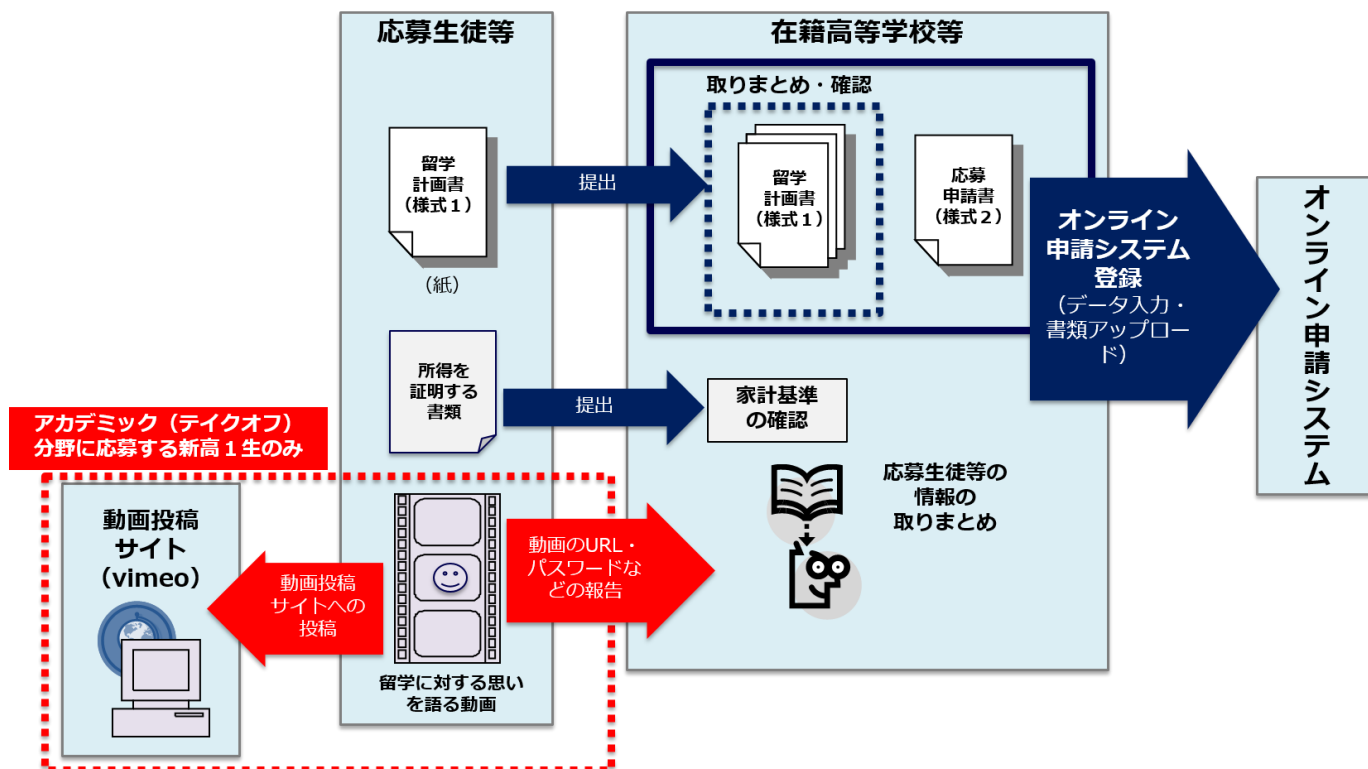 応募生徒等
在籍高等学校等
取りまとめ・確認
留学
計画書
（様式１）
（紙）
提出
留学
計画書
（様式１）
応募
申請書
（様式２）
オンライン
申請システム
登録
（データ入力・
書類アップロー
ド）
オンライン申請システム
所得を
証明する
書類
提出
家計基準
の確認
アカデミック（テイクオフ）
分野に応募する新高１生のみ
動画投稿
サイト
（vimeo）
動画投稿
サイトへの
投稿
動画のURL・
パスワードな
どの報告
応募生徒等の
情報の
取りまとめ
留学に対する思い
を語る動画